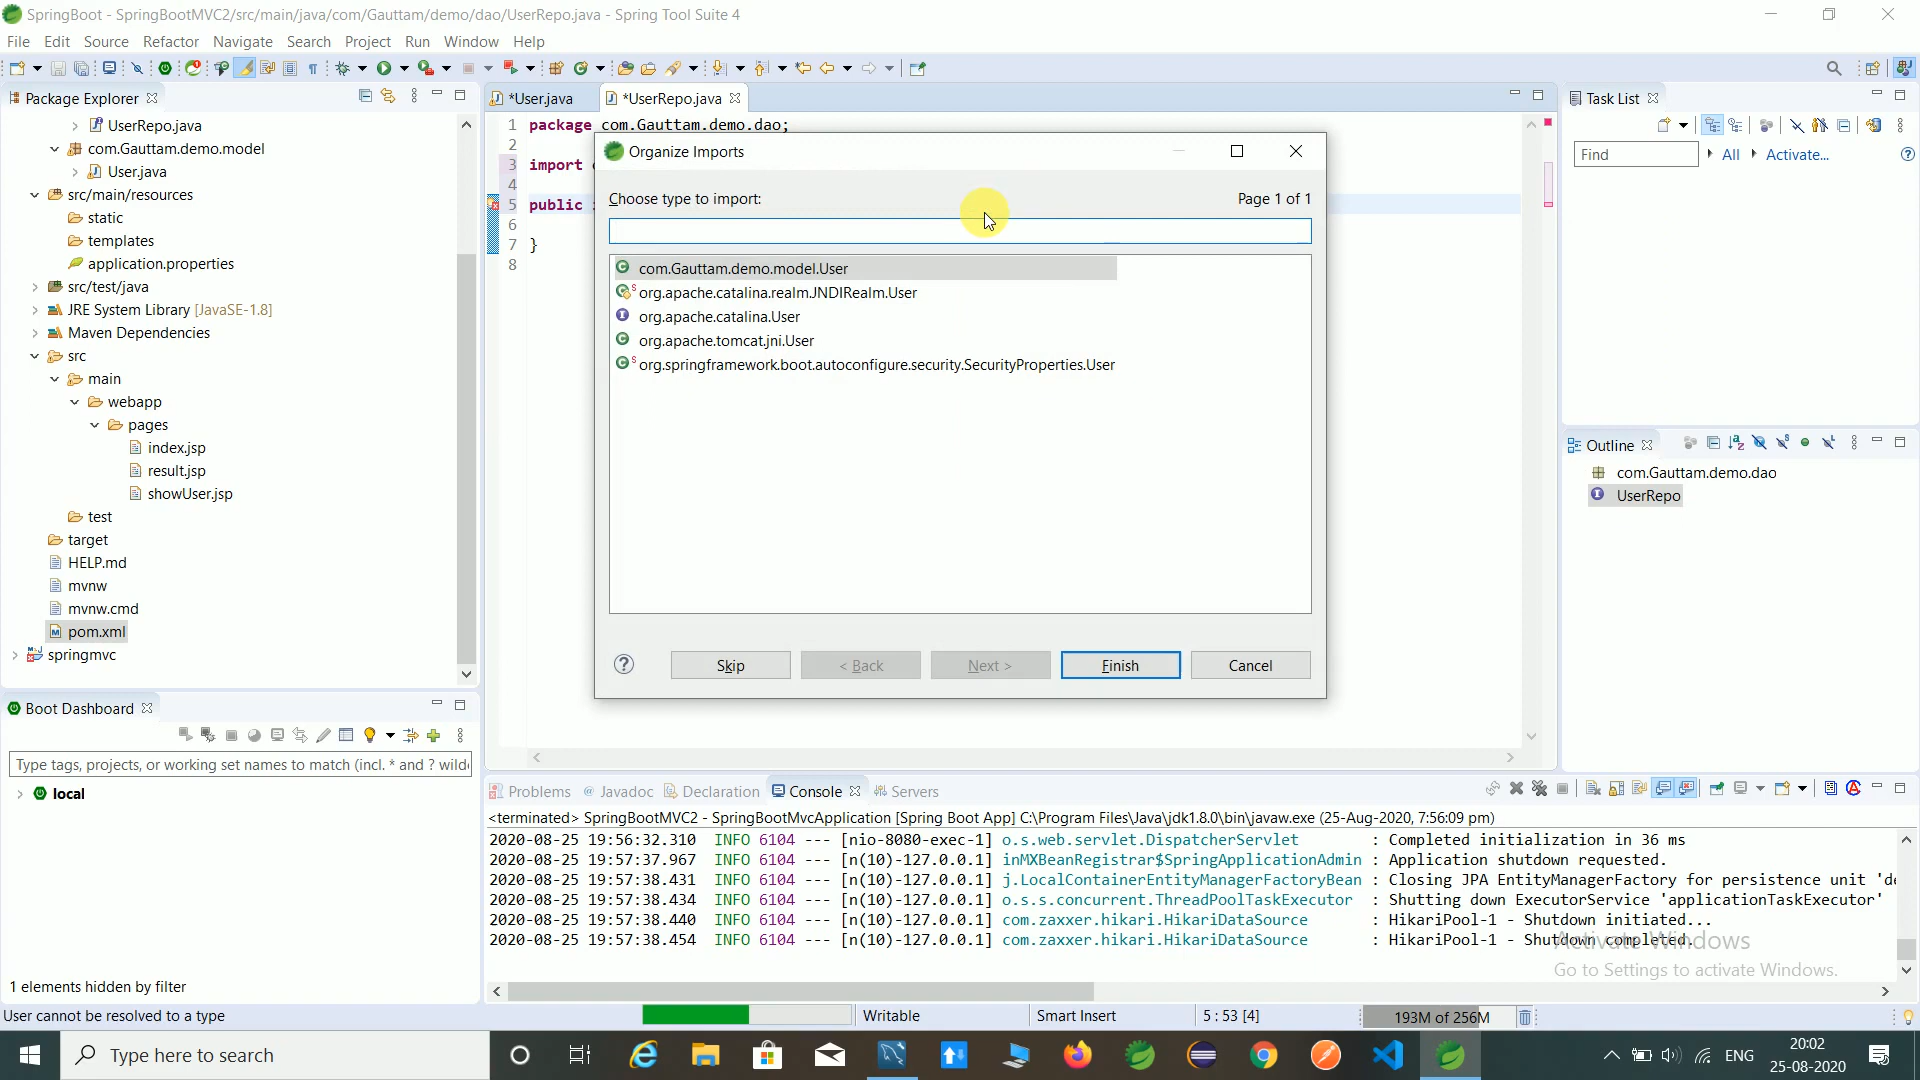 SpringBoot - SpringBootMVC2/src/main/java/com/Gauttam/demo/dao/UserRepo.java - Spring Tool Suite 4
File Edit Source Refactor Navigate Search Project Run Window Help
Package Explorer
UserRepo.java
com.Gauttam.demo.model
User.java
src/main/resources
static
templates
application.properties
src/test/java
JRE System Library [JavaSE-1.8]
Maven Dependencies
src
main
webapp
pages
index.jsp
result.jsp
showUser.jsp
test
target
HELP.md
mvnw
mvnw.cmd
pom.xml
springmvc
Boot Dashboard
Type tags, projects, or working set names to match (incl. * and ?
local
1 elements hidden by filter
*User.java
*UserRepo.java
1 package com.Gauttam.demo.dao;
2
3 import
4
5 public
6
7 }
8
Organize Imports
Choose type to import:
Page 1 of 1
com.Gauttam.demo.model.User
org.apache.catalina.realm.JNDIRealm.User
org.apache.catalina.User
org.apache.tomcat.jni.User
org.springframework.boot.autoconfigure.security.SecurityProperties.User
Skip
< Back
Next >
Finish
Cancel
Task List
Find
All
Activate...
Outline
com.Gauttam.demo.dao
UserRepo
Problems @ Javadoc Declaration Console Servers
<terminated> SpringBootMVC2 - SpringBootMvcApplication [Spring Boot App] C:\Program Files\Java\jdk1.8.0\bin\javaw.exe (25-Aug-2020, 7:56:09 pm)
2020-08-25 19:56:32.310 INFO 6104 --- [nio-8080-exec-1] o.s.web.servlet.DispatcherServlet : Completed initialization in 36 ms
2020-08-25 19:57:37.967 INFO 6104 --- [n(10)-127.0.0.1] inMXBeanRegistrar$SpringApplicationAdmin : Application shutdown requested.
2020-08-25 19:57:38.431 INFO 6104 --- [n(10)-127.0.0.1] j.LocalContainerEntityManagerFactoryBean : Closing JPA EntityManagerFactory for persistence unit
2020-08-25 19:57:38.434 INFO 6104 --- [n(10)-127.0.0.1] o.s.s.concurrent.ThreadPoolTaskExecutor : Shutting down ExecutorService 'applicationTaskExecutor'
2020-08-25 19:57:38.440 INFO 6104 --- [n(10)-127.0.0.1] com.zaxxer.hikari.HikariDataSource : HikariPool-1 - Shutdown initiated...
2020-08-25 19:57:38.454 INFO 6104 --- [n(10)-127.0.0.1] com.zaxxer.hikari.HikariDataSource : HikariPool-1 - Shutdown completed.
Activate Windows
Go to Settings to activate Windows.
User cannot be resolved to a type
Writable
Smart Insert
5 : 53 [4]
193M of 256M
Type here to search
ENG
20:02
25-08-2020